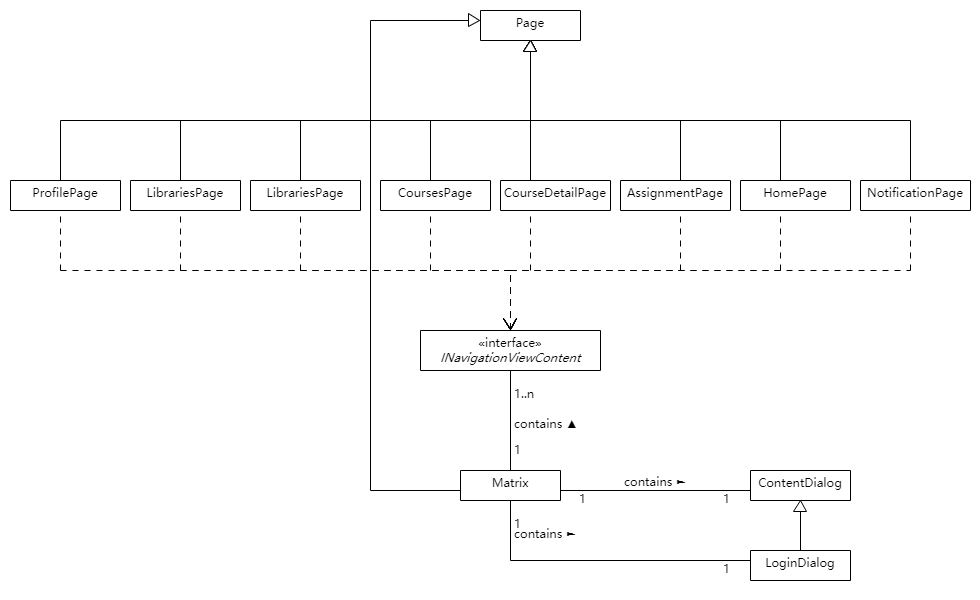 Page
ProfilePage
LibrariesPage
LibrariesPage
CoursesPage
CourseDetailPage
AssignmentPage
HomePage
NotificationPage
«interface»
INavigationViewContent
1..n
contains ▲
1
Matrix
contains ►
ContentDialog
1
1
1
contains ►
LoginDialog
1